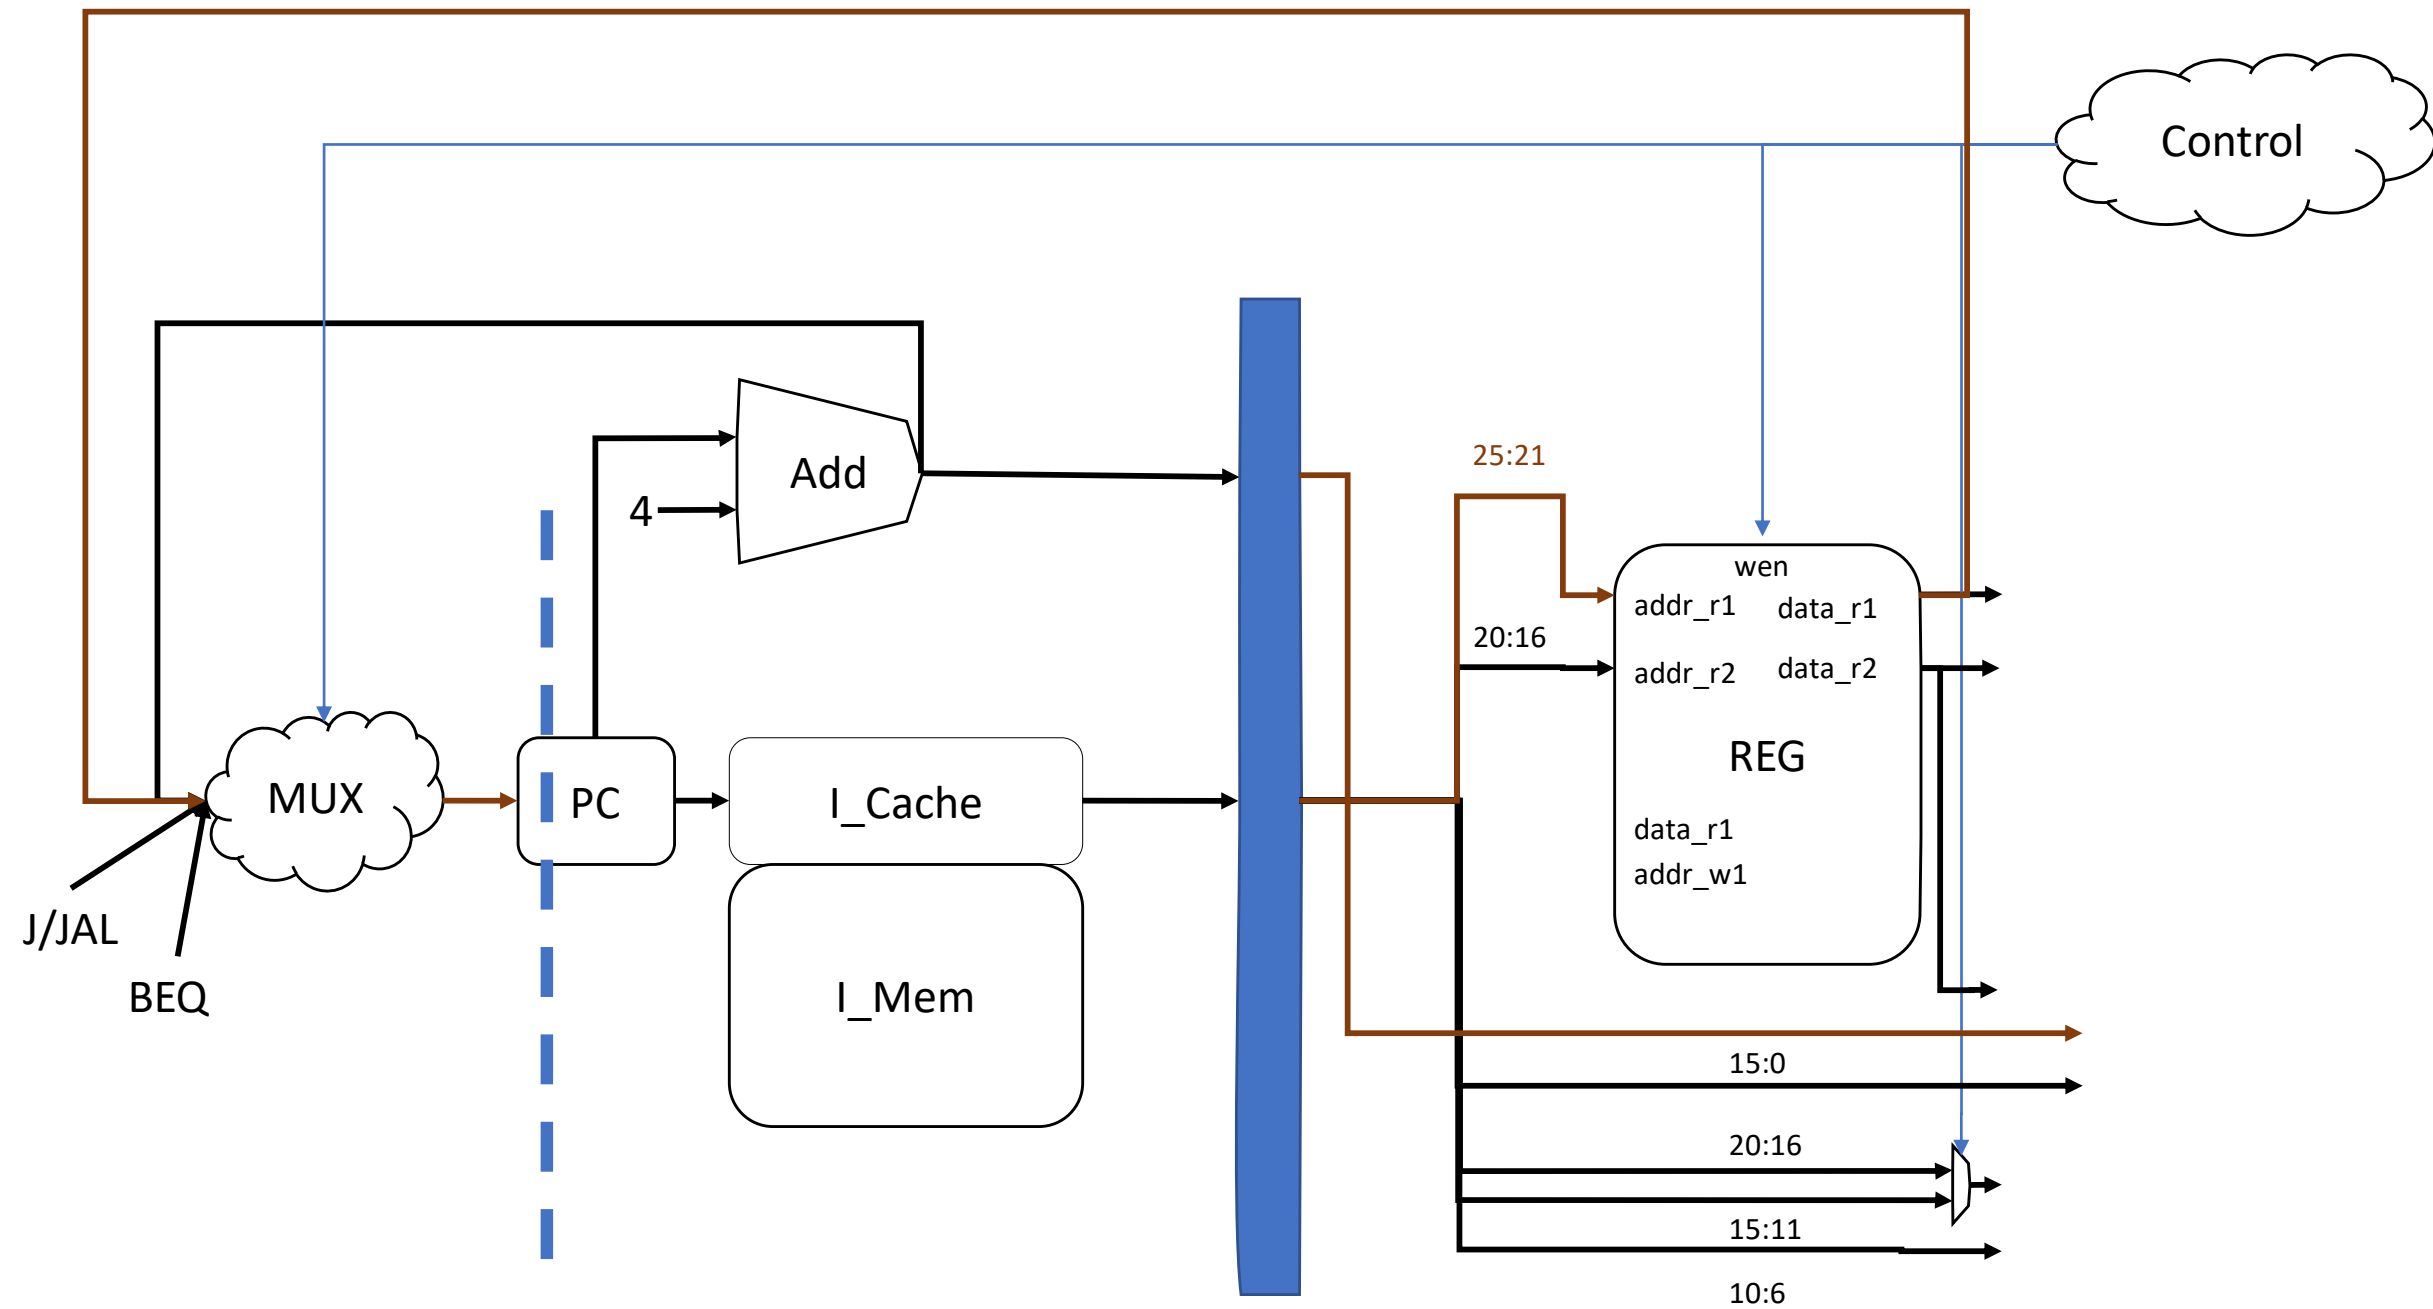 Control
25:21
Add
4
wen
addr_r1
data_r1
20:16
addr_r2
data_r2
REG
MUX
PC
I_Cache
data_r1
addr_w1
J/JAL
BEQ
I_Mem
15:0
20:16
15:11
10:6